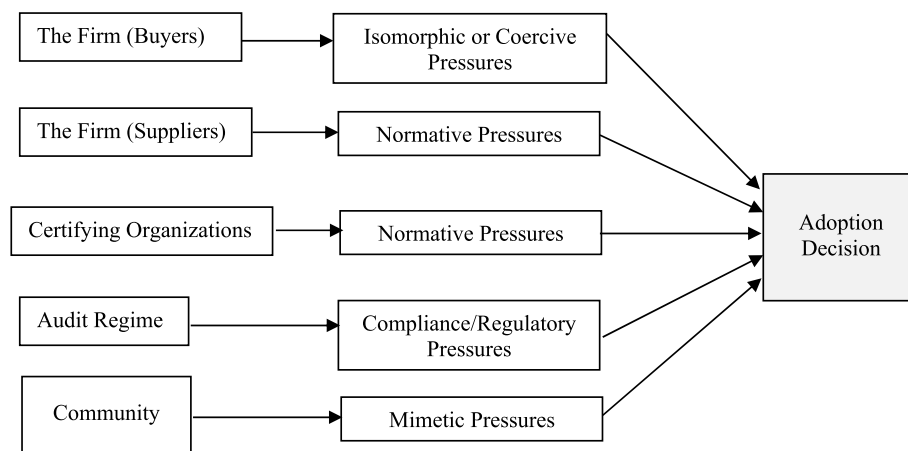 The Firm (Buyers)
Isomorphic or Coercive
Pressures
The Firm (Suppliers)
Normative Pressures
Certifying Organizations
Normative Pressures
Adoption
Decision
Audit Regime
Compliance/Regulatory
Pressures
Community
Mimetic Pressures